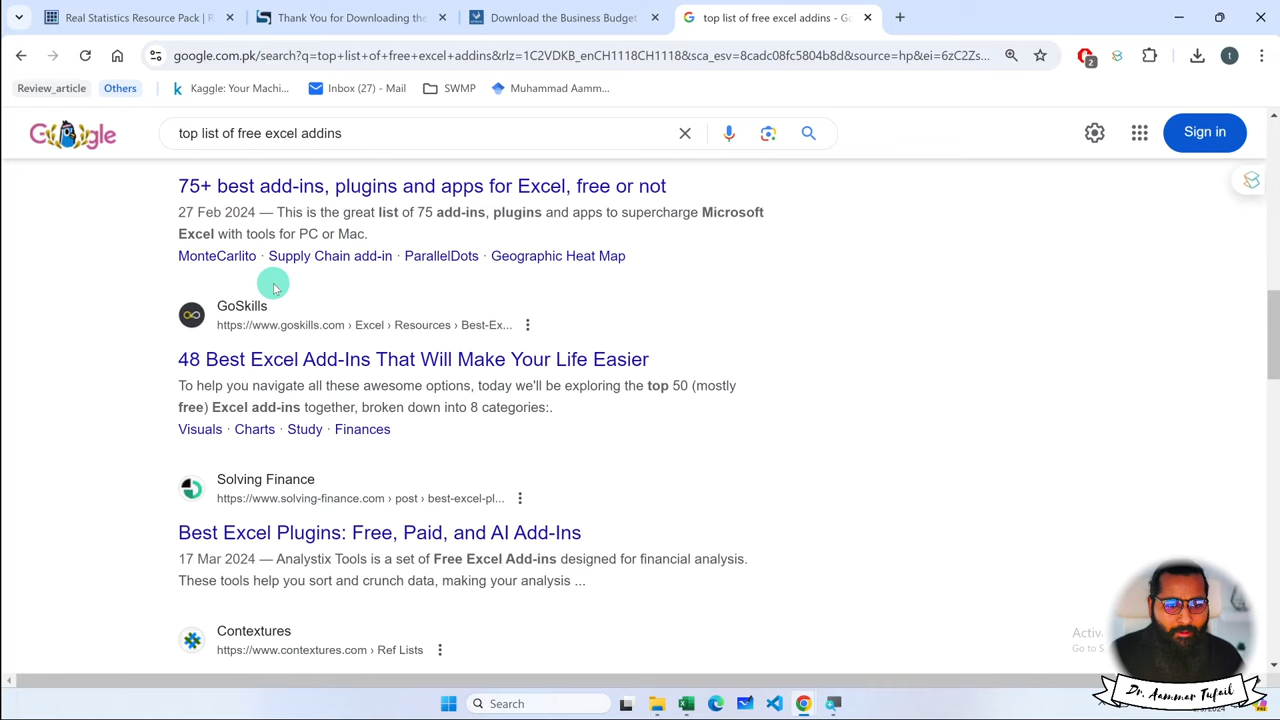 Real Statistics Resource Pack | R
Thank You for Downloading the
Download the Business Budget
top list of free excel addins - Go
google.com.pk/search?q=top+list+of+free+excel+addins&rlz=1C2VDKB_enCH1118CH1118&sca_esv=8cadc08fc5804b8d&source=hp&ei=6zC2Zs...
2
t
Review_article
Others
Kaggle: Your Machi...
Inbox (27) - Mail
SWMP
Muhammad Aamm...
Google
top list of free excel addins
Sign in
75+ best add-ins, plugins and apps for Excel, free or not
27 Feb 2024 — This is the great list of 75 add-ins, plugins and apps to supercharge Microsoft
Excel with tools for PC or Mac.
MonteCarlito · Supply Chain add-in · ParallelDots · Geographic Heat Map
GoSkills
https://www.goskills.com › Excel › Resources › Best-Ex...
48 Best Excel Add-Ins That Will Make Your Life Easier
To help you navigate all these awesome options, today we'll be exploring the top 50 (mostly
free) Excel add-ins together, broken down into 8 categories:.
Visuals · Charts · Study · Finances
Solving Finance
https://www.solving-finance.com › post › best-excel-pl...
Best Excel Plugins: Free, Paid, and AI Add-Ins
17 Mar 2024 — Analystix Tools is a set of Free Excel Add-ins designed for financial analysis.
These tools help you sort and crunch data, making your analysis ...
Contextures
https://www.contextures.com › Ref Lists
Activ
Go to S
Dr. Aammar Tufail
Search